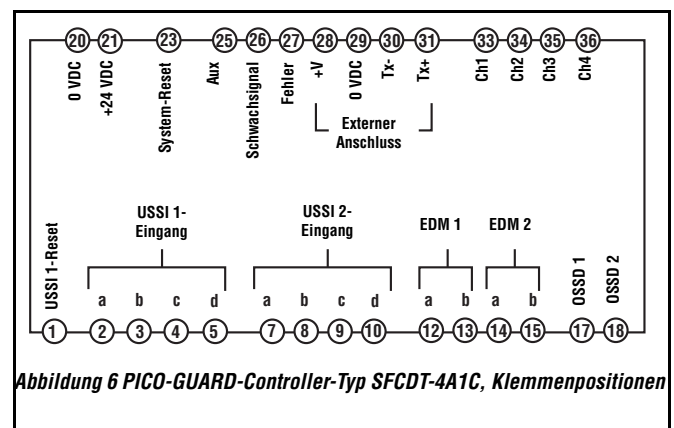 20 21 23 25 26 27 28 29 30 31 33 34 35 36
0 VDC
+24 VDC
System-Reset
Aux
Schwachsignal
Fehler
+V
0 VDC
Tx-
Tx+
Ch1
Ch2
Ch3
Ch4
Externer
Anschluss
USSI 1-Reset
USSI 1-
Eingang
USSI 2-
Eingang
EDM 1
EDM 2
OSSD 1
OSSD 2
a b c d a b c d a b a b
1 2 3 4 5 7 8 9 10 12 13 14 15 17 18
Abbildung 6 PICO-GUARD-Controller-Typ SFCDT-4A1C, Klemmenpositionen